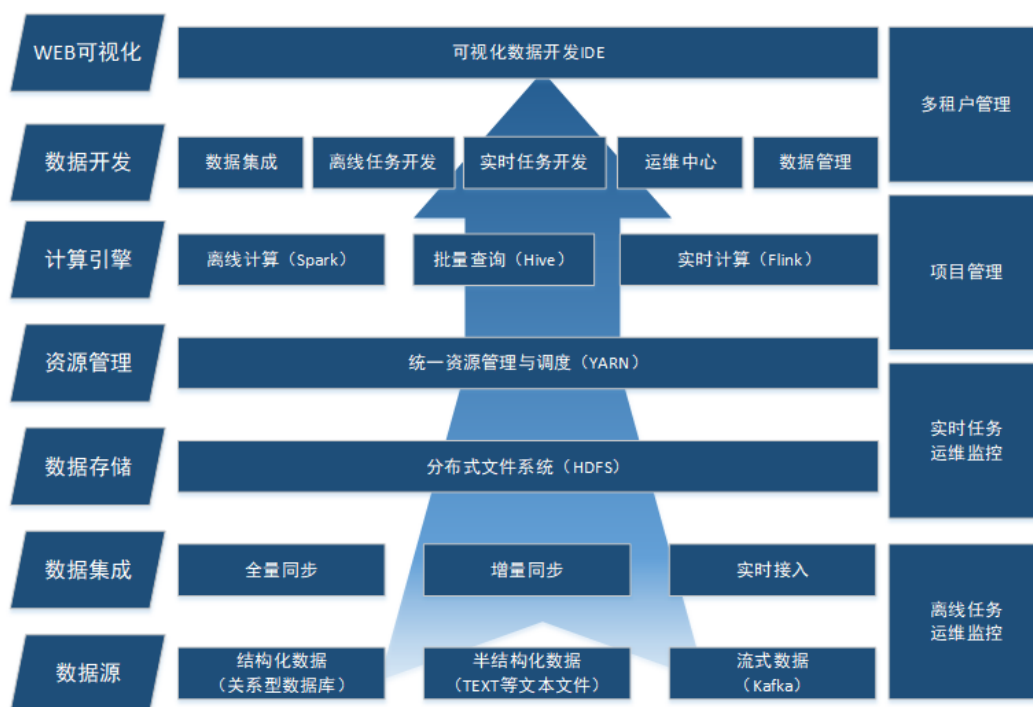 WEB可视化
可视化数据开发IDE
多租户管理
数据开发
数据集成
离线任务开发
实时任务开发
运维中心
数据管理
计算引擎
离线计算（Spark）
批量查询（Hive）
实时计算（Flink）
项目管理
资源管理
统一资源管理与调度（YARN）
数据存储
分布式文件系统（HDFS）
实时任务
运维监控
数据集成
全量同步
增量同步
实时接入
离线任务
运维监控
数据源
结构化数据
（关系型数据库）
半结构化数据
（TEXT等文本文件）
流式数据
（Kafka）